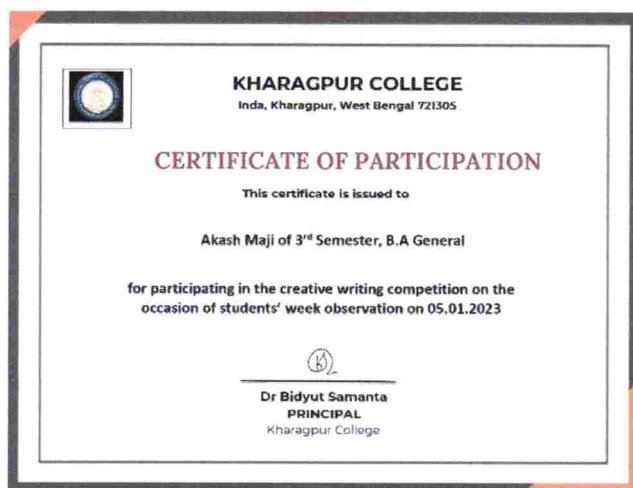 KHARAGPUR COLLEGE
Inda, Kharagpur, West Bengal 721305
CERTIFICATE OF PARTICIPATION
This certificate is issued to
Akash Maji of 3rd Semester, B.A General
for participating in the creative writing competition on the
occasion of students' week observation on 05.01.2023
Dr Bidyut Samanta
PRINCIPAL
Kharagpur College